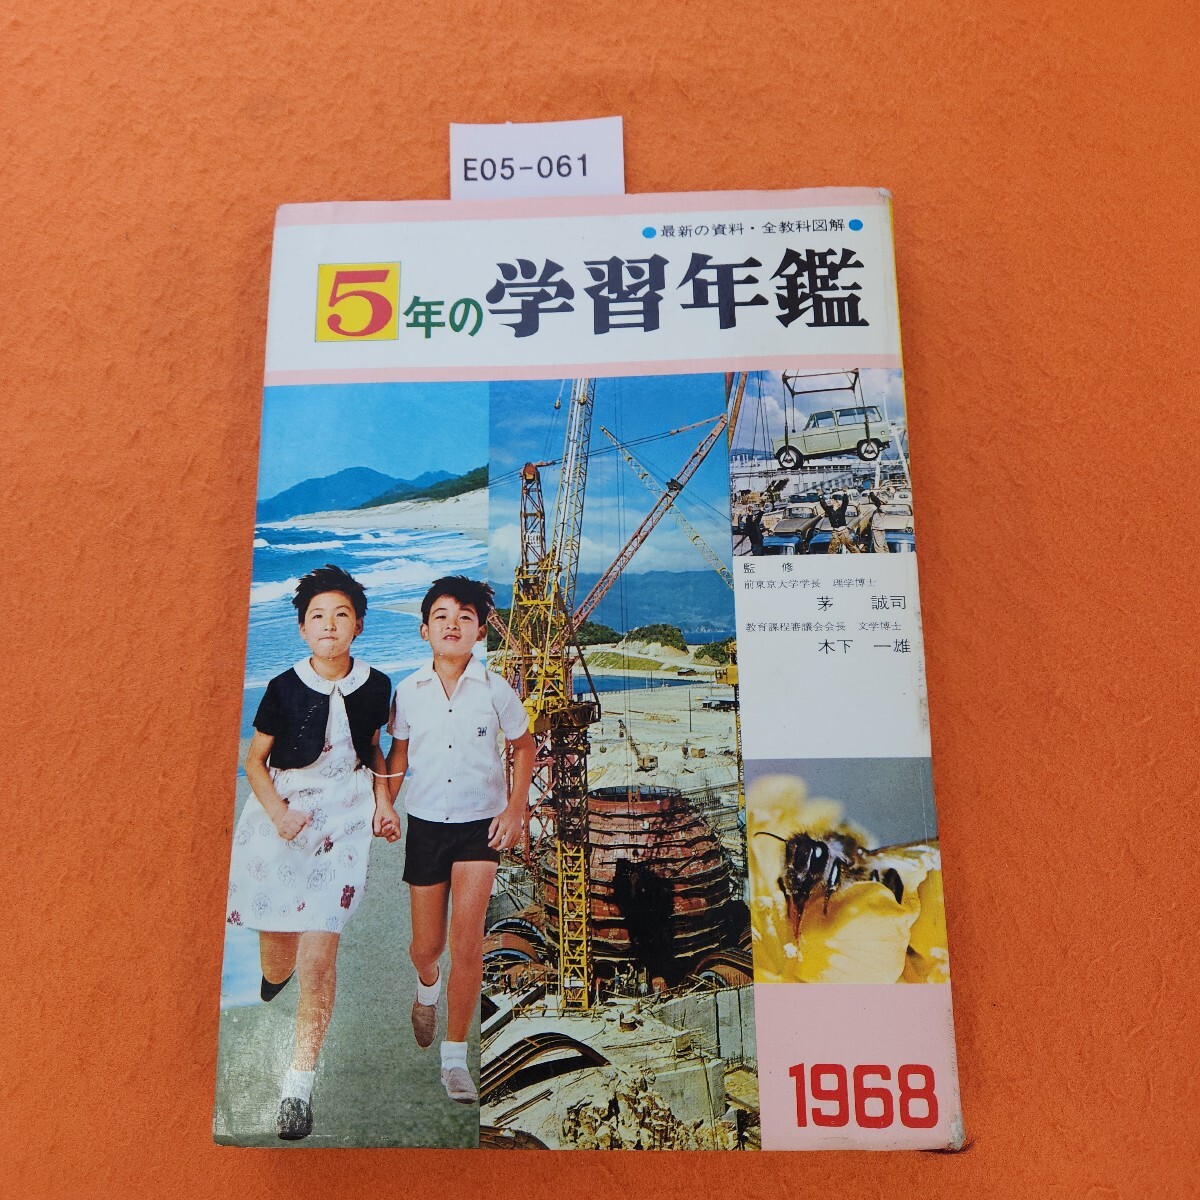 E05-061
●最新の資料・全教科図解●
5年の学習年鑑
監 修
前東京大学学長 理学博士
茅 誠司
教育課程審議会会長 文学博士
木下 一雄
1968